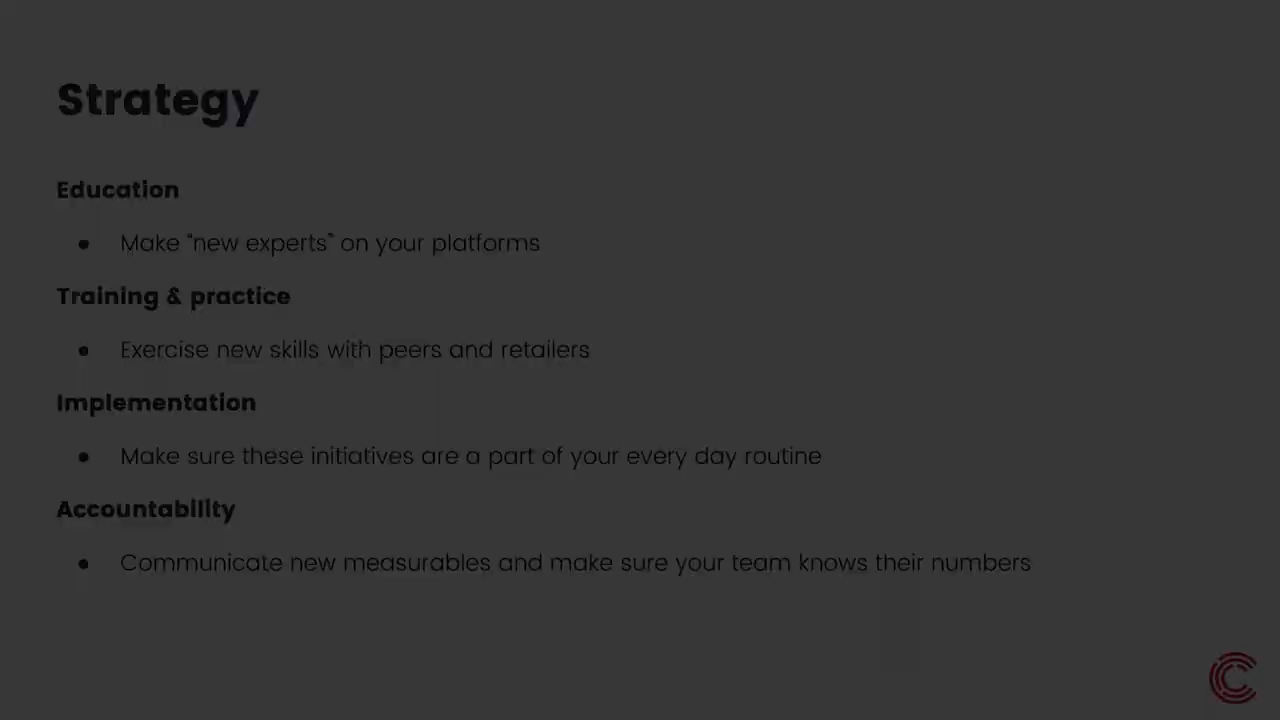 Strategy
Education
● Make “new experts” on your platforms
Training & practice
● Exercise new skills with peers and retailers
Implementation
● Make sure these initiatives are a part of your every day routine
Accountability
● Communicate new measurables and make sure your team knows their numbers